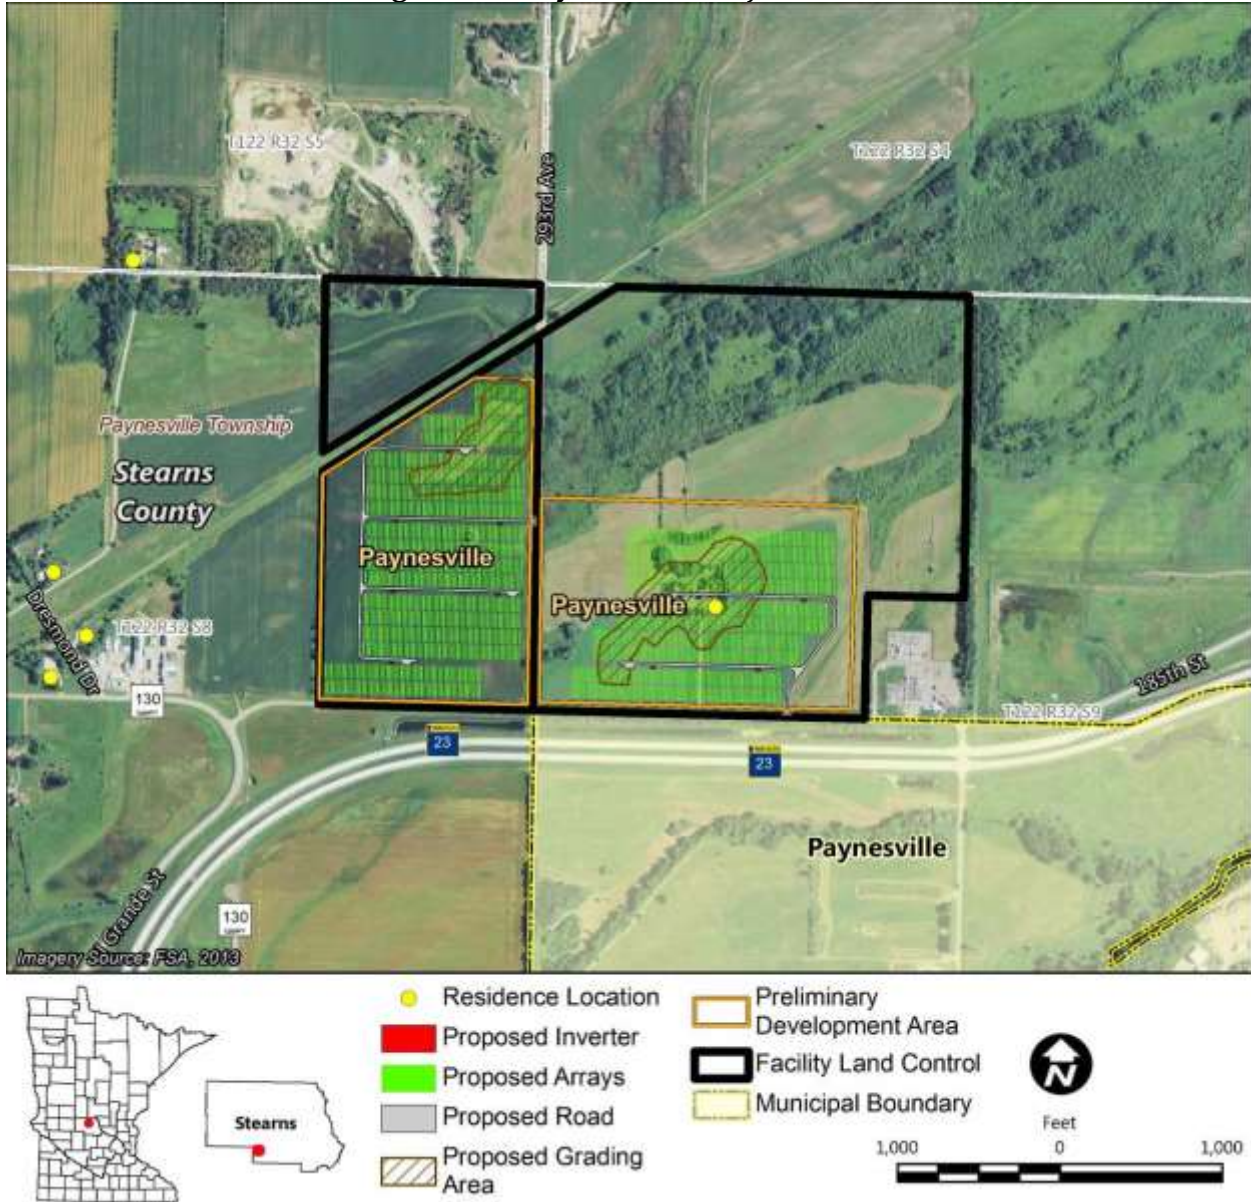 T122 R32 S5
T122 R32 S4
293rd Ave
Paynesville Township
Stearns
County
Paynesville
Paynesville
Dresmond Dr
T122 R32 S8
130
185th St
T122 R32 S9
23
23
Paynesville
130
Grande St
Imagery Source: FSA, 2013
Stearns
Residence Location
Proposed Inverter
Proposed Arrays
Proposed Road
Proposed Grading
Area
Preliminary
Development Area
Facility Land Control
Municipal Boundary
N
Feet
1,000 0 1,000